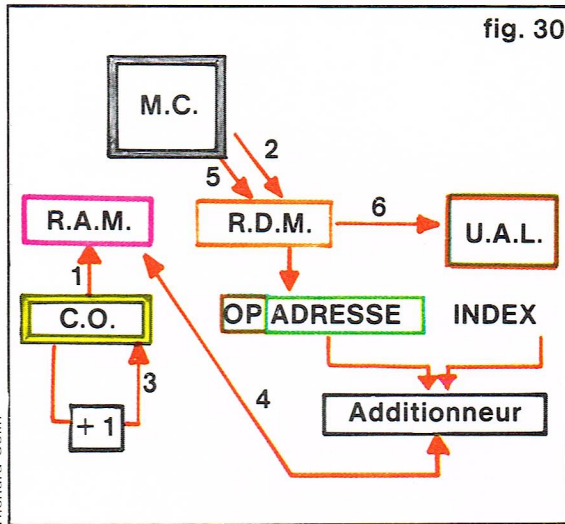 fig. 30
M.C.
2
5
R.A.M.
R.D.M.
6
U.A.L.
1
C.O.
OP ADRESSE
INDEX
3
4
+ 1
Additionneur